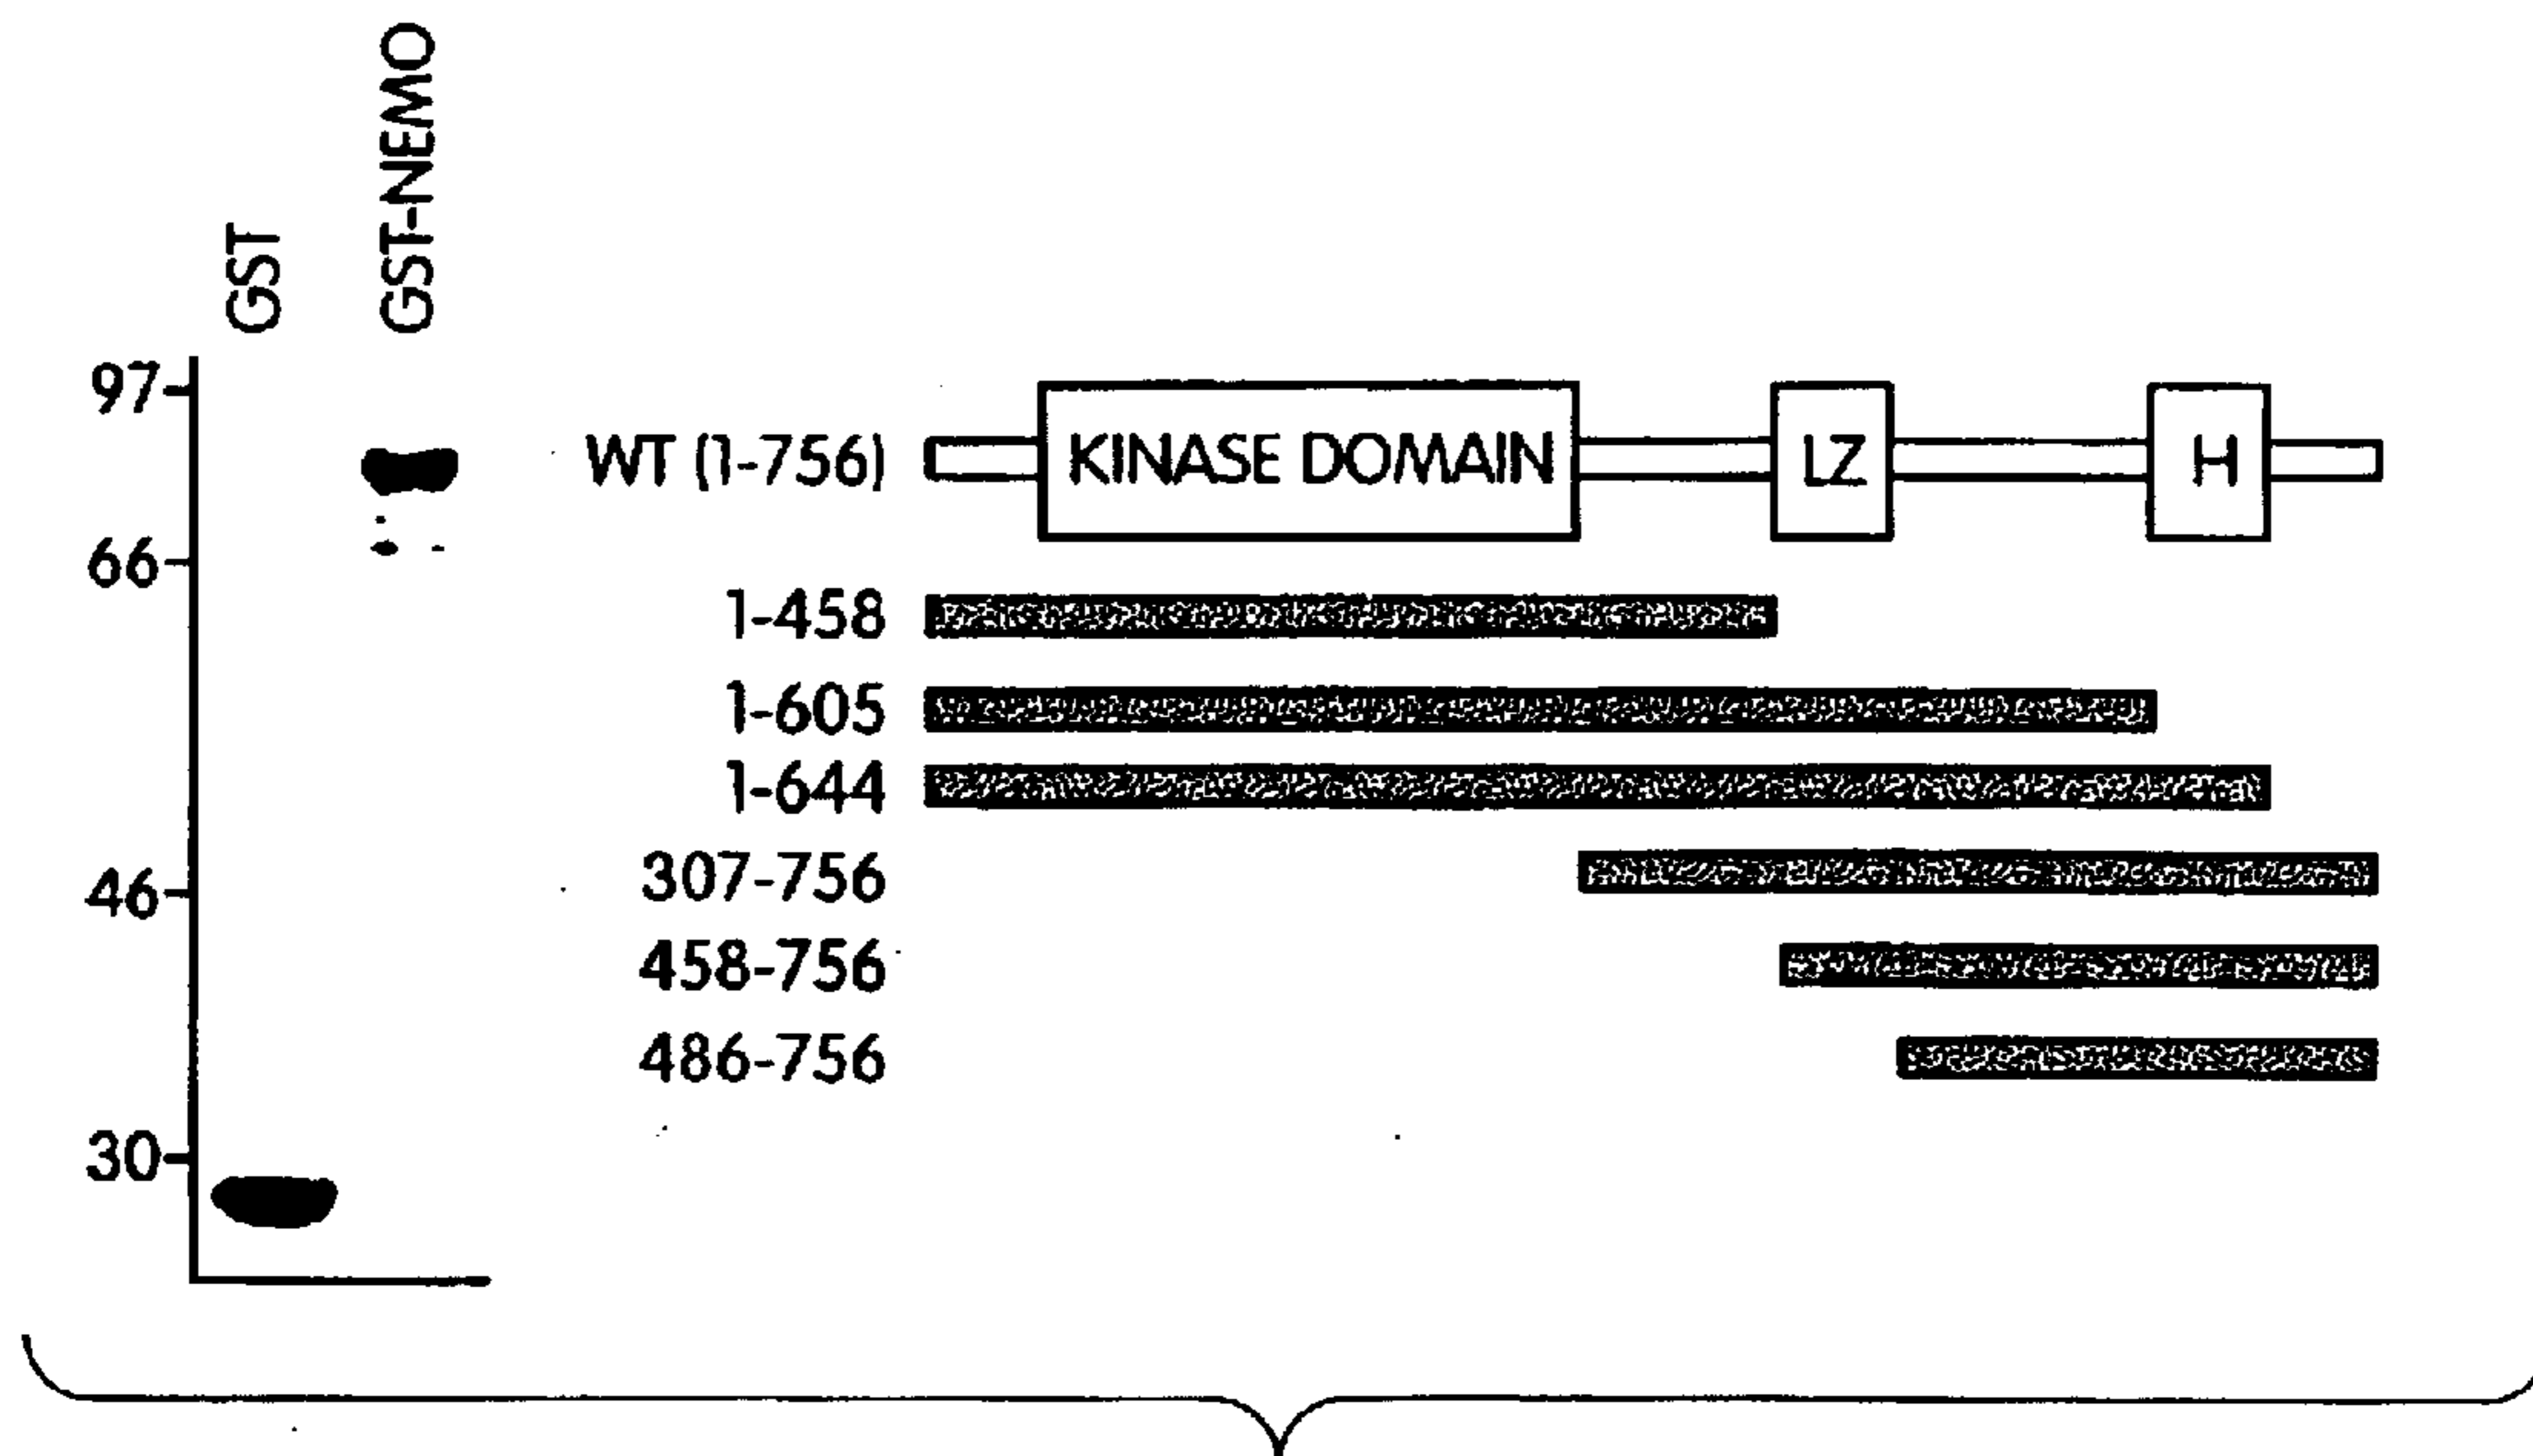 GST
GST-NEMO
97
66
46
30
WT (1-756)
KINASE DOMAIN
LZ
H
1-458
1-605
1-644
307-756
458-756
486-756